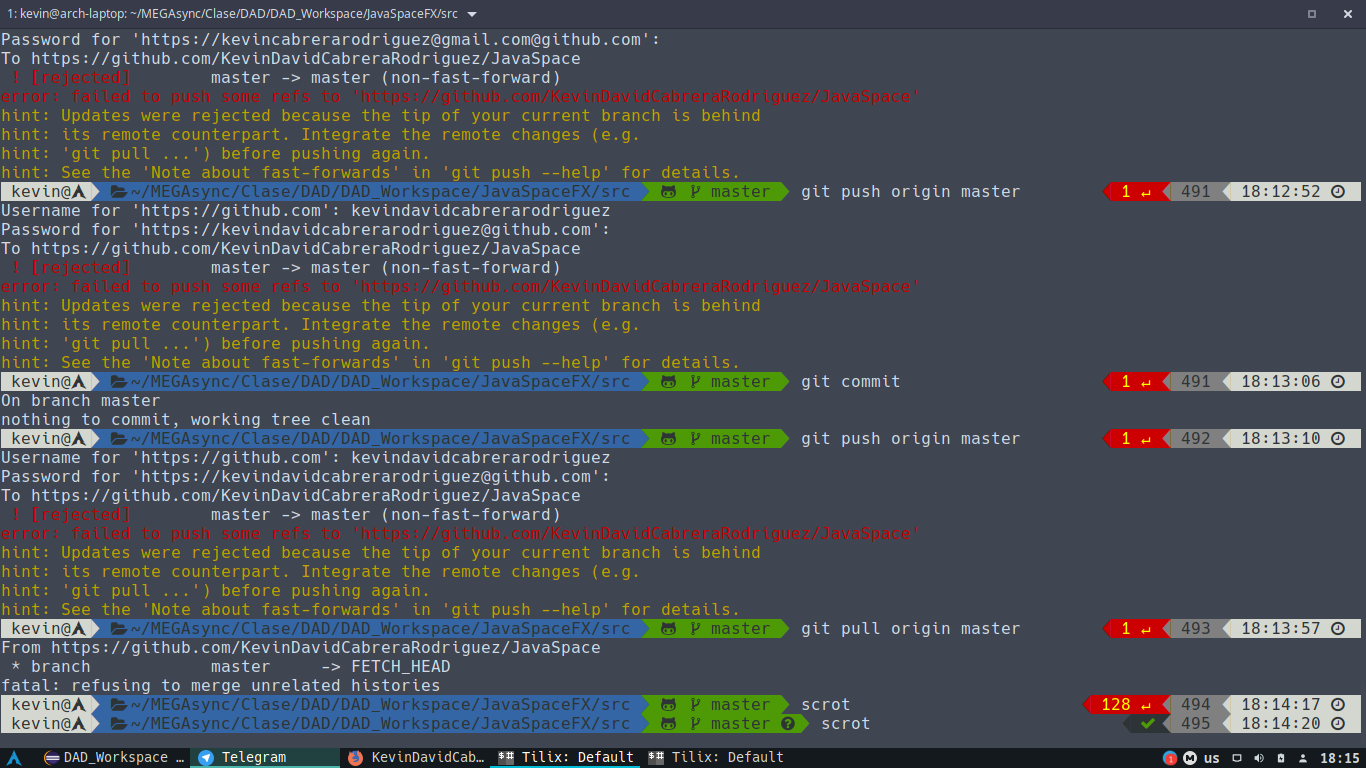 1: kevin@arch-laptop: ~/MEGAsync/Clase/DAD/DAD_Workspace/JavaSpaceFX/src
Password for 'https://kevincabrerarodriguez@gmail.com@github.com':
To https://github.com/KevinDavidCabreraRodriguez/JavaSpace
! [rejected] master -> master (non-fast-forward)
error: failed to push some refs to 'https://github.com/KevinDavidCabreraRodriguez/JavaSpace'
hint: Updates were rejected because the tip of your current branch is behind
hint: its remote counterpart. Integrate the remote changes (e.g.
hint: 'git pull ...') before pushing again.
hint: See the 'Note about fast-forwards' in 'git push --help' for details.
kevin@ ~/MEGAsync/Clase/DAD/DAD_Workspace/JavaSpaceFX/src master git push origin master 1 ↵ 491 18:12:52
Username for 'https://github.com': kevindavidcabrerarodriguez
Password for 'https://kevindavidcabrerarodriguez@github.com':
To https://github.com/KevinDavidCabreraRodriguez/JavaSpace
! [rejected] master -> master (non-fast-forward)
error: failed to push some refs to 'https://github.com/KevinDavidCabreraRodriguez/JavaSpace'
hint: Updates were rejected because the tip of your current branch is behind
hint: its remote counterpart. Integrate the remote changes (e.g.
hint: 'git pull ...') before pushing again.
hint: See the 'Note about fast-forwards' in 'git push --help' for details.
kevin@ ~/MEGAsync/Clase/DAD/DAD_Workspace/JavaSpaceFX/src master git commit 1 ↵ 491 18:13:06
On branch master
nothing to commit, working tree clean
kevin@ ~/MEGAsync/Clase/DAD/DAD_Workspace/JavaSpaceFX/src master git push origin master 1 ↵ 492 18:13:10
Username for 'https://github.com': kevindavidcabrerarodriguez
Password for 'https://kevindavidcabrerarodriguez@github.com':
To https://github.com/KevinDavidCabreraRodriguez/JavaSpace
! [rejected] master -> master (non-fast-forward)
error: failed to push some refs to 'https://github.com/KevinDavidCabreraRodriguez/JavaSpace'
hint: Updates were rejected because the tip of your current branch is behind
hint: its remote counterpart. Integrate the remote changes (e.g.
hint: 'git pull ...') before pushing again.
hint: See the 'Note about fast-forwards' in 'git push --help' for details.
kevin@ ~/MEGAsync/Clase/DAD/DAD_Workspace/JavaSpaceFX/src master git pull origin master 1 ↵ 493 18:13:57
From https://github.com/KevinDavidCabreraRodriguez/JavaSpace
* branch master -> FETCH_HEAD
fatal: refusing to merge unrelated histories
kevin@ ~/MEGAsync/Clase/DAD/DAD_Workspace/JavaSpaceFX/src master scrot 128 ↵ 494 18:14:17
kevin@ ~/MEGAsync/Clase/DAD/DAD_Workspace/JavaSpaceFX/src master ? scrot ✔ 495 18:14:20
DAD_Workspace ... Telegram KevinDavidCab... Tilix: Default Tilix: Default 1 M us 18:15